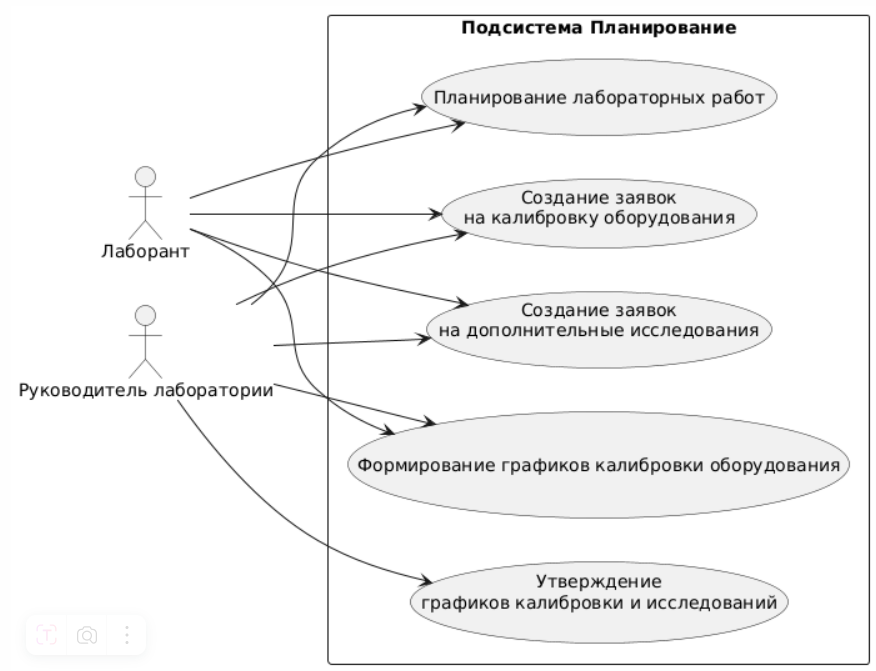 Подсистема Планирование
Планирование лабораторных работ
Создание заявок
на калибровку оборудования
Лаборант
Создание заявок
на дополнительные исследования
Руководитель лаборатории
Формирование графиков калибровки оборудования
Утверждение
графиков калибровки и исследований